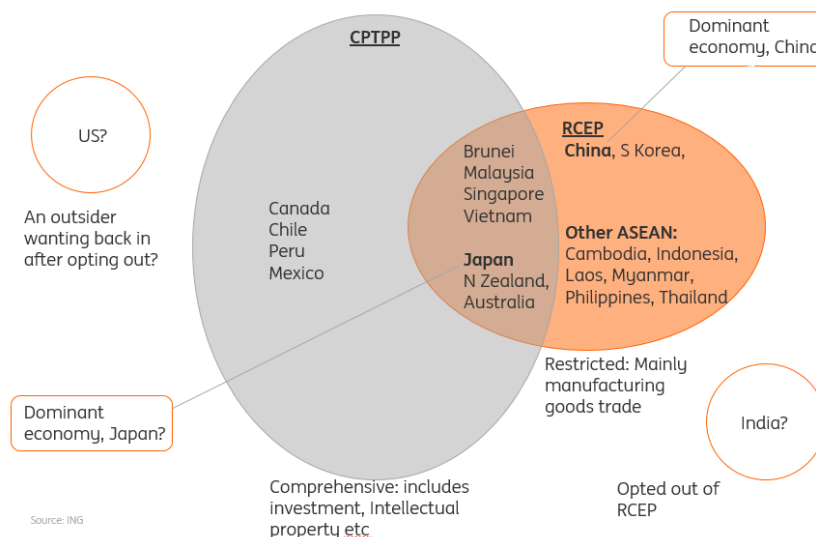 CPTPP
Dominant
economy, China
US?
RCEP
China, S Korea,
Brunei
Malaysia
Singapore
Vietnam
An outsider
wanting back in
after opting out?
Canada
Chile
Peru
Mexico
Other ASEAN:
Cambodia, Indonesia,
Laos, Myanmar,
Philippines, Thailand
Japan
N Zealand,
Australia
Restricted: Mainly
manufacturing
goods trade
Dominant
economy, Japan?
India?
Comprehensive: includes
investment, Intellectual
property etc
Opted out of
RCEP
Source: ING